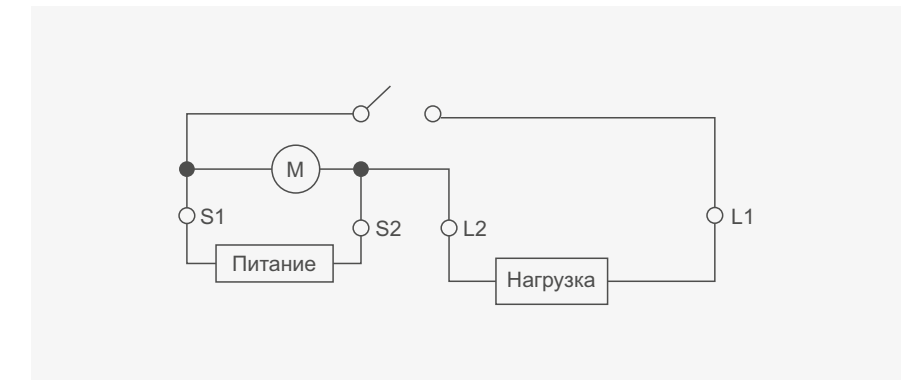 M
S1
S2
L2
L1
Питание
Нагрузка